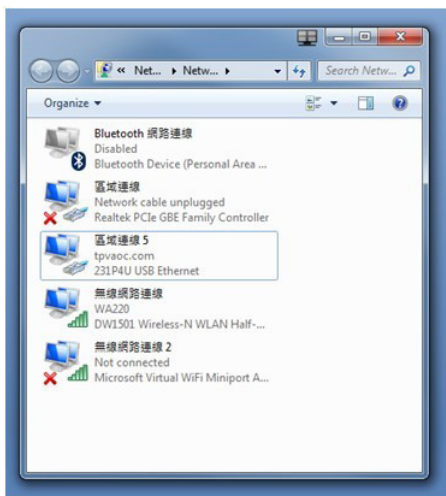 « Net... Netw...
Search Netw...
Organize
Bluetooth 網路連線
Disabled
Bluetooth Device (Personal Area ...
區域連線
Network cable unplugged
Realtek PCIe GBE Family Controller
區域連線 5
tpvaoc.com
231P4U USB Ethernet
無線網路連線
WA220
DW1501 Wireless-N WLAN Half-...
無線網路連線 2
Not connected
Microsoft Virtual WiFi Miniport A...